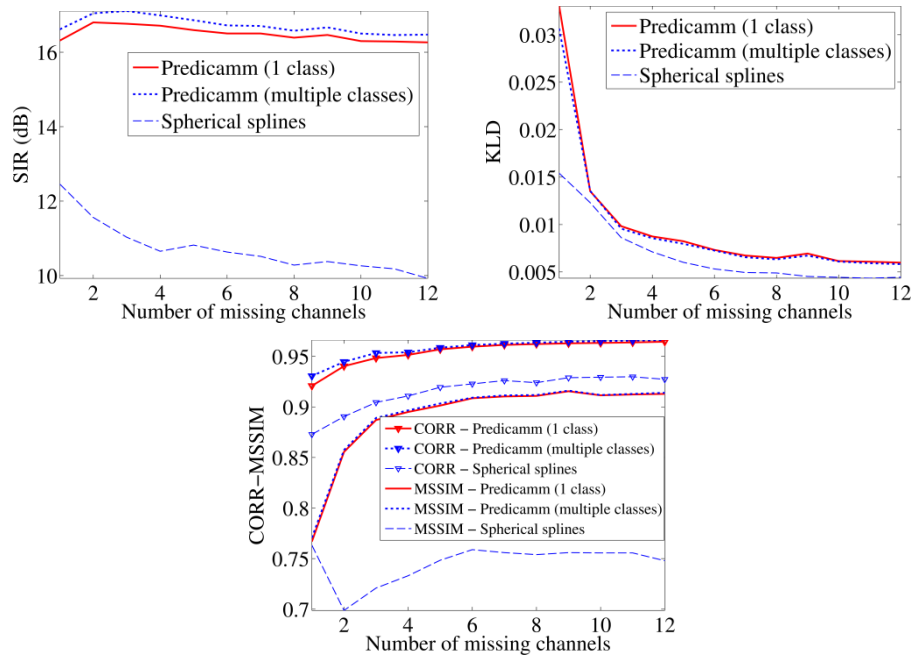 16
14
12
10
SIR (dB)
Predicamm (1 class)
Predicamm (multiple classes)
Spherical splines
2 4 6 8 10 12
Number of missing channels
0.03
0.025
0.02
0.015
0.01
0.005
KLD
Predicamm (1 class)
Predicamm (multiple classes)
Spherical splines
2 4 6 8 10 12
Number of missing channels
0.95
0.9
0.85
0.8
0.75
0.7
CORR−MSSIM
CORR − Predicamm (1 class)
CORR − Predicamm (multiple classes)
CORR − Spherical splines
MSSIM − Predicamm (1 class)
MSSIM − Predicamm (multiple classes)
MSSIM − Spherical splines
2 4 6 8 10 12
Number of missing channels